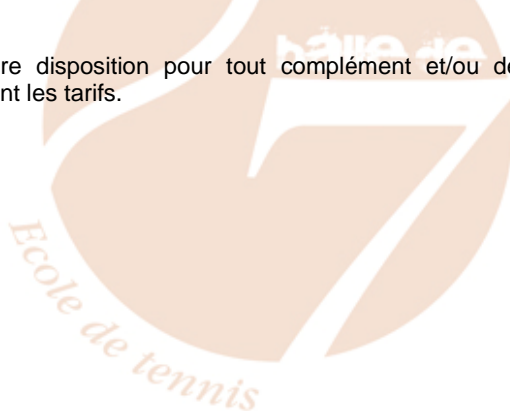 balle de
re disposition pour tout complément et/ou de
nt les tarifs.
7
Ecole de tennis